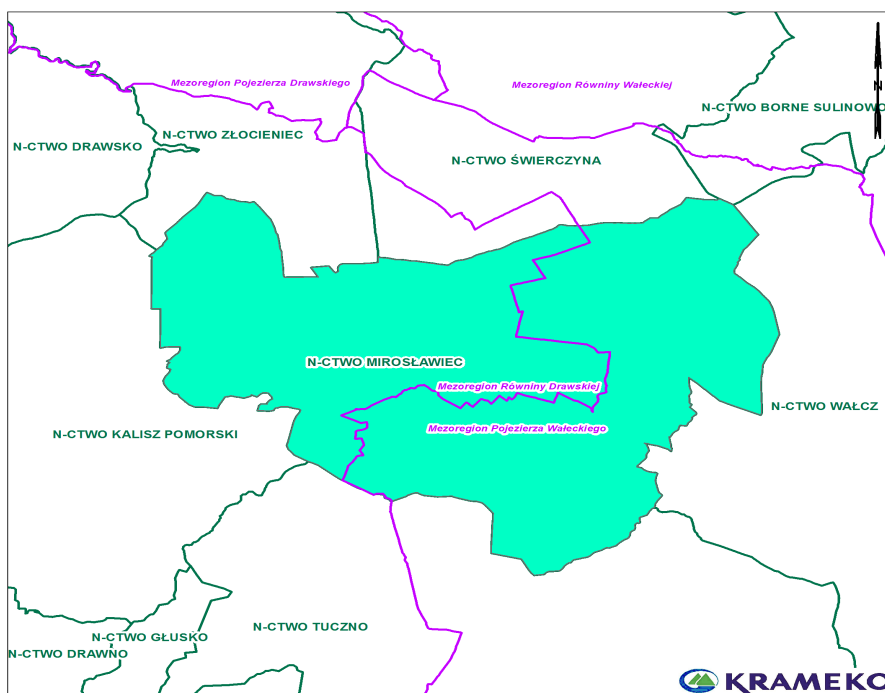 Mezoregion Pojezierza Drawskiego
Mezoregion Równiny Wałeckiej
N
N-CTWO BORNE SULINOWO
N-CTWO ZŁOCIENIEC
N-CTWO DRAWSKO
N-CTWO ŚWIERCZYNA
N-CTWO MIROSŁAWIEC
Mezoregion Równiny Drawskiej
N-CTWO WAŁCZ
Mezoregion Pojezierza Wałeckiego
N-CTWO KALISZ POMORSKI
N-CTWO TUCZNO
N-CTWO GŁUSKO
N-CTWO DRAWNO
KRAMEKO